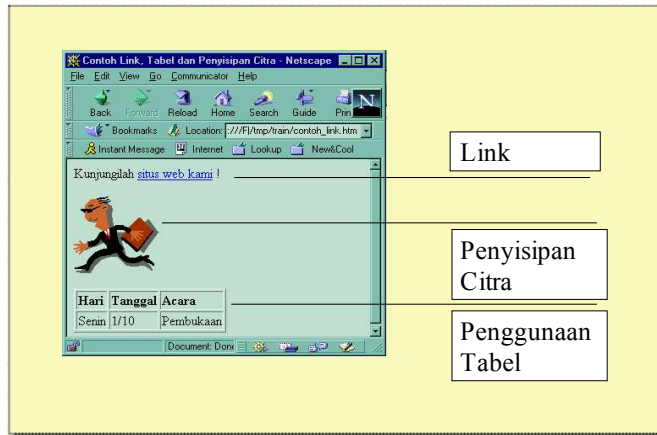 Contoh Link, Tabel dan Penyisipan Citra - Netscape
File Edit View Go Communicator Help
Back Forward Reload Home Search Guide Prin
Bookmarks Location: :///F|/tmp/train/contoh_link.htm
Instant Message Internet Lookup New&Cool
Kunjungilah situs web kami !
Link
Penyisipan
Citra
Hari Tanggal Acara
Senin 1/10 Pembukaan
Penggunaan
Tabel
Document: Done